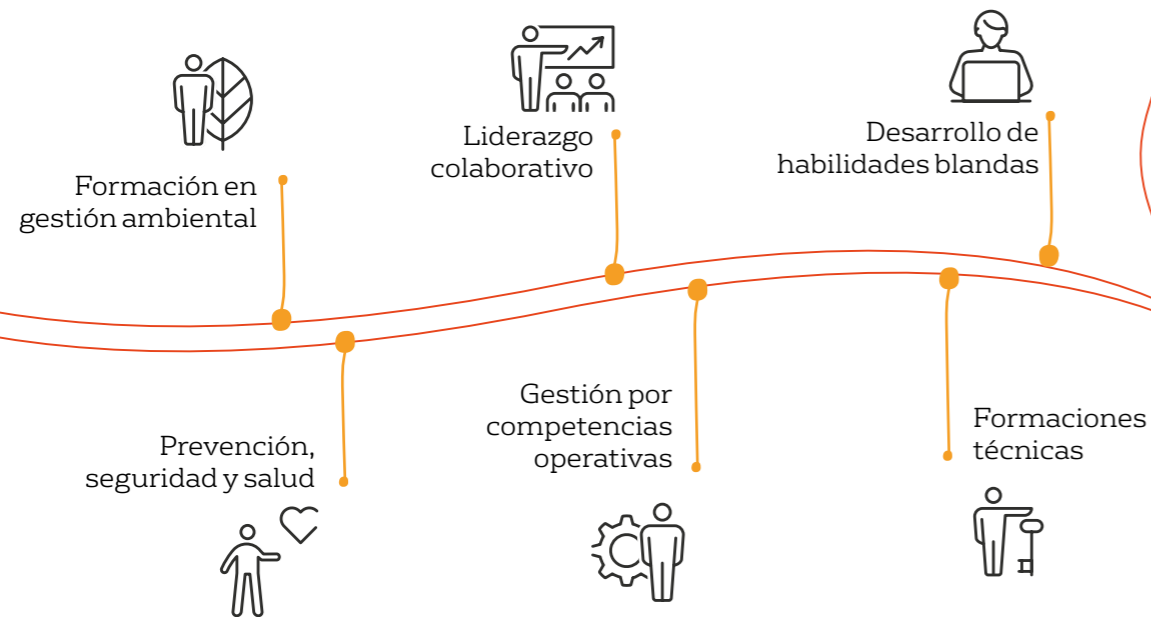 Formación en
gestión ambiental
Prevención,
seguridad y salud
Liderazgo
colaborativo
Gestión por
competencias
operativas
Desarrollo de
habilidades blandas
Formaciones
técnicas